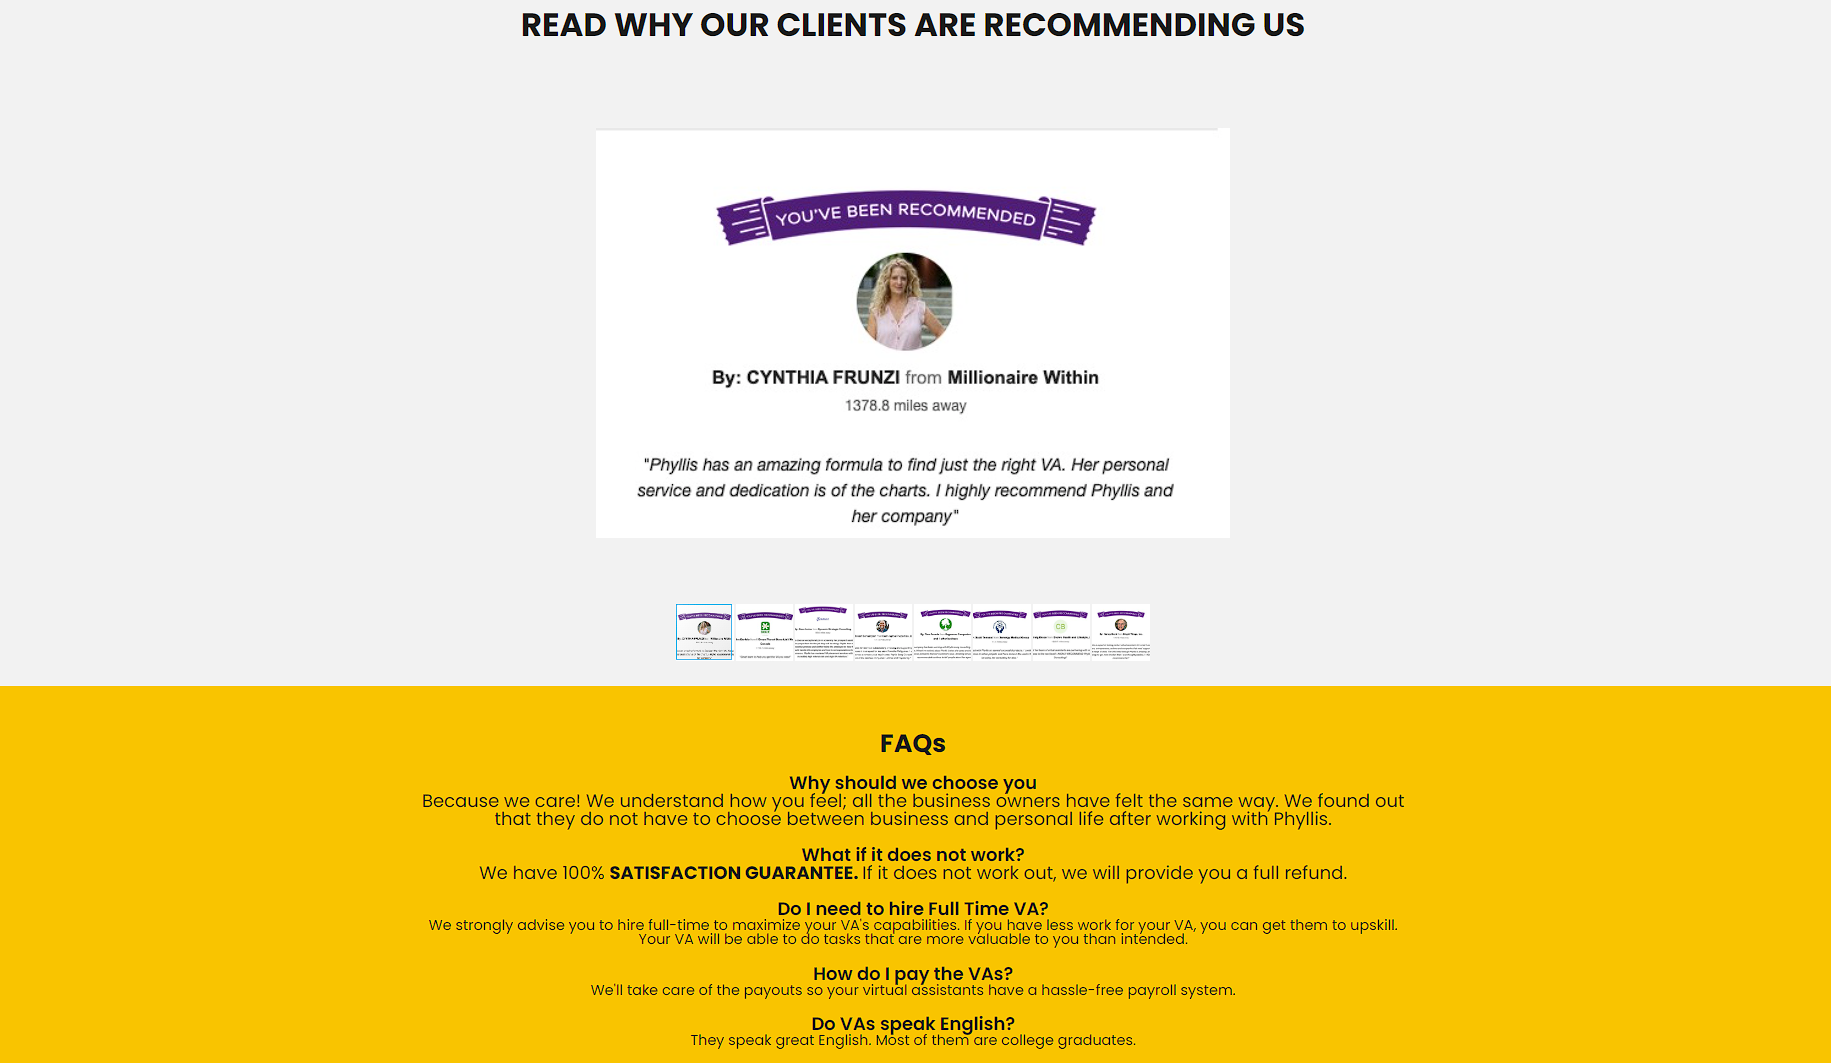 READ WHY OUR CLIENTS ARE RECOMMENDING US
YOU'VE BEEN RECOMMENDED
By: CYNTHIA FRUNZI from Millionaire Within
1378.8 miles away
"Phyllis has an amazing formula to find just the right VA. Her personal
service and dedication is of the charts. I highly recommend Phyllis and
her company"
FAQs
Why should we choose you
Because we care! We understand how you feel; all the business owners have felt the same way. We found out
that they do not have to choose between business and personal life after working with Phyllis.
What if it does not work?
We have 100% SATISFACTION GUARANTEE. If it does not work out, we will provide you a full refund.
Do I need to hire Full Time VA?
We strongly advise you to hire full-time to maximize your VA's capabilities. If you have less work for your VA, you can get them to upskill.
Your VA will be able to do tasks that are more valuable to you than intended.
How do I pay the VAs?
We'll take care of the payouts so your virtual assistants have a hassle-free payroll system.
Do VAs speak English?
They speak great English. Most of them are college graduates.